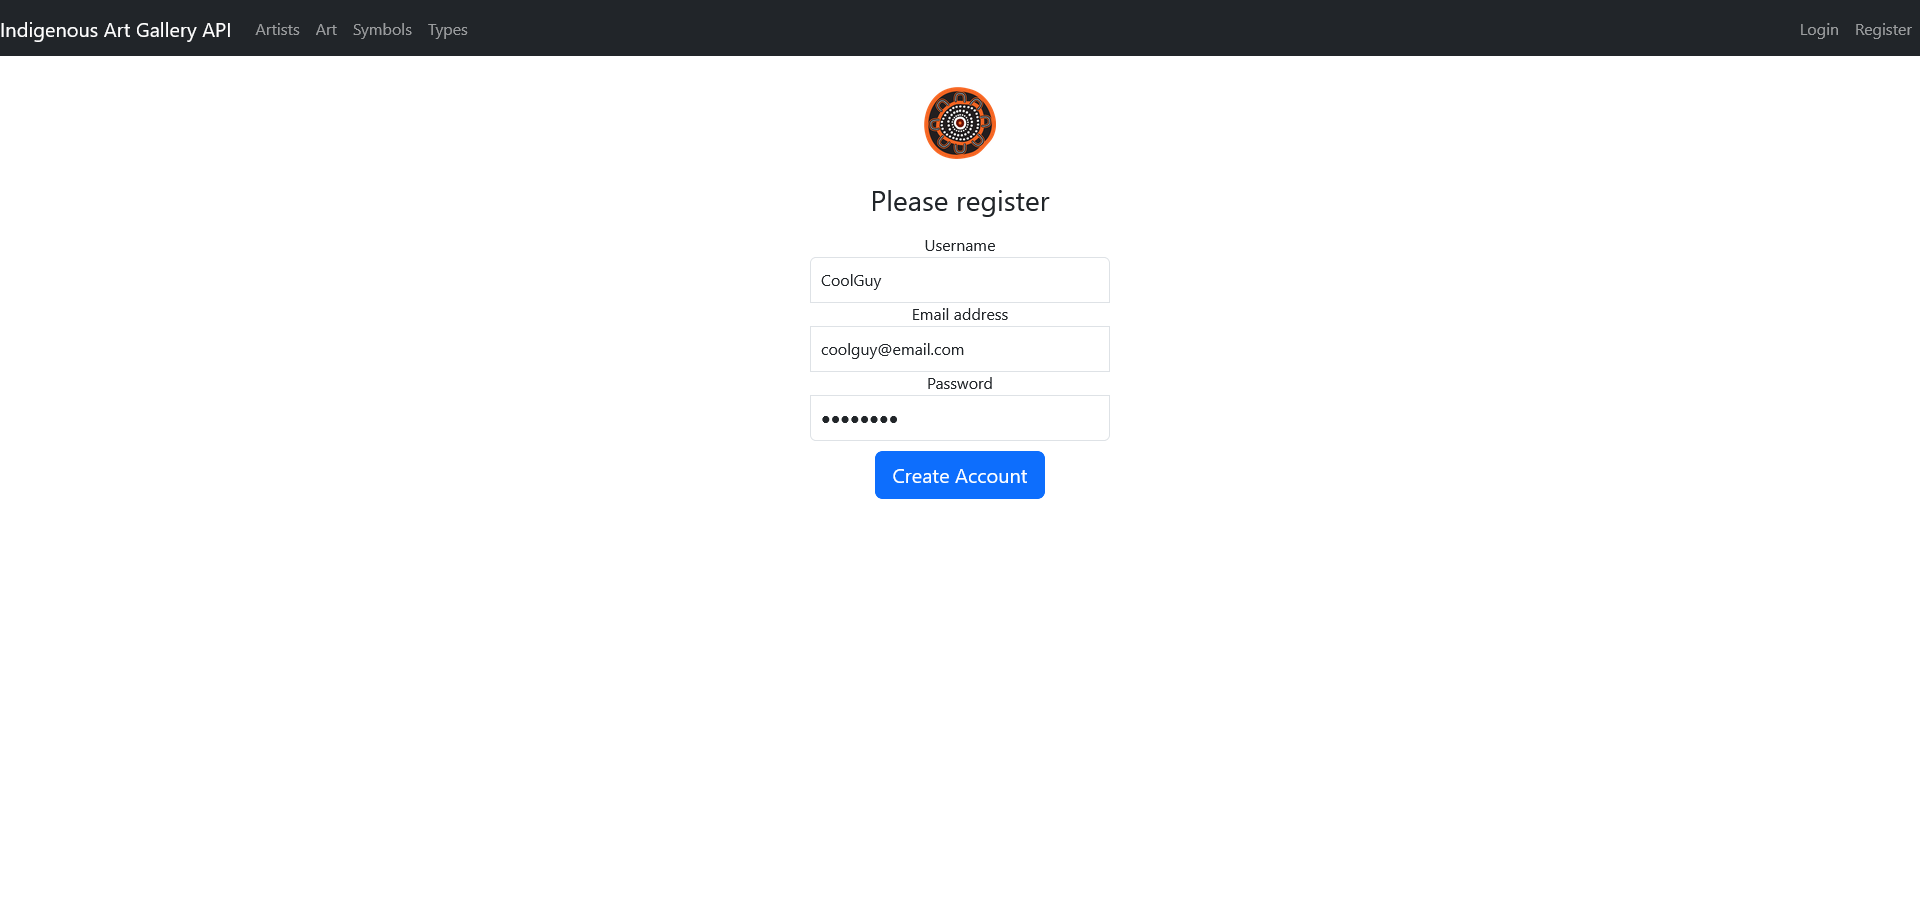 Indigenous Art Gallery API Artists Art Symbols Types Login Register
Please register
Username
CoolGuy
Email address
coolguy@email.com
Password
••••••••
Create Account